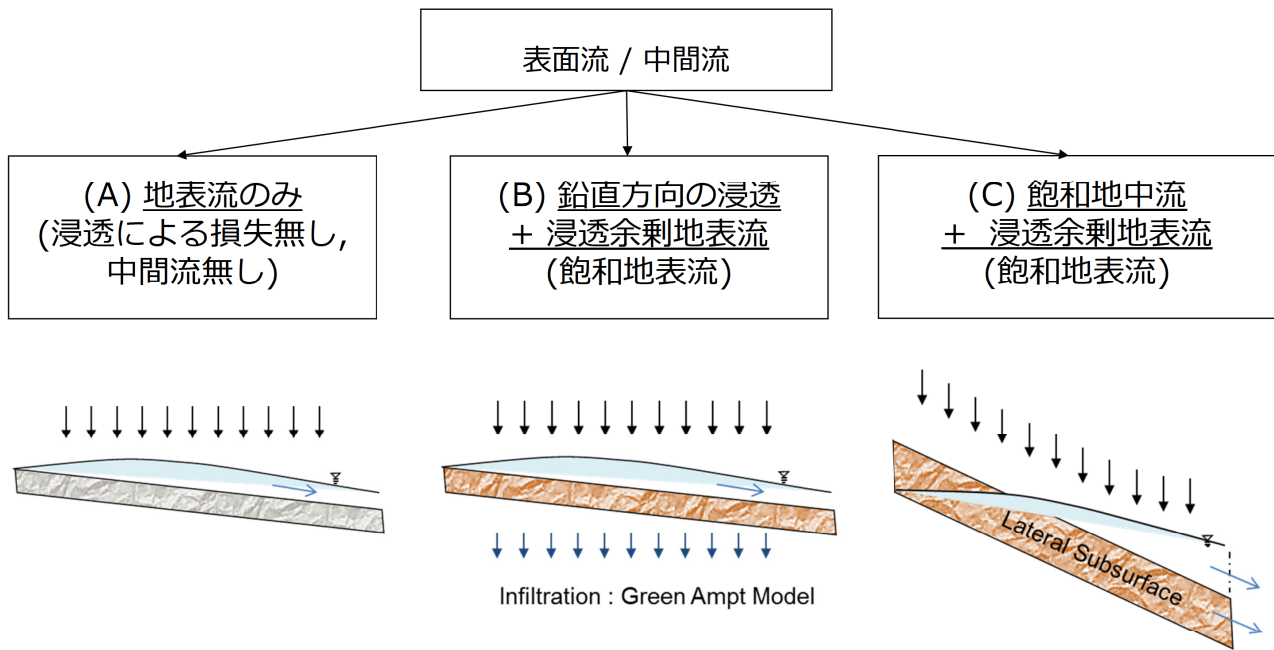 表面流 / 中間流
(A) 地表流のみ
(浸透による損失無し,
中間流無し)
(B) 鉛直方向の浸透
+ 浸透余剰地表流
(飽和地表流)
(C) 飽和地中流
+ 浸透余剰地表流
(飽和地表流)
Infiltration : Green Ampt Model
Lateral Subsurface